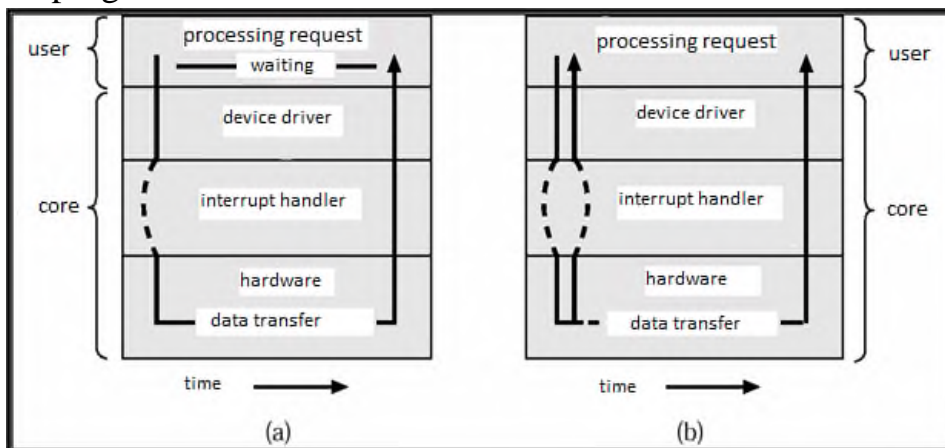 processing request
user
waiting
device driver
core
interrupt handler
hardware
data transfer
time
(a)
processing request
user
device driver
interrupt handler
core
hardware
data transfer
time
(b)